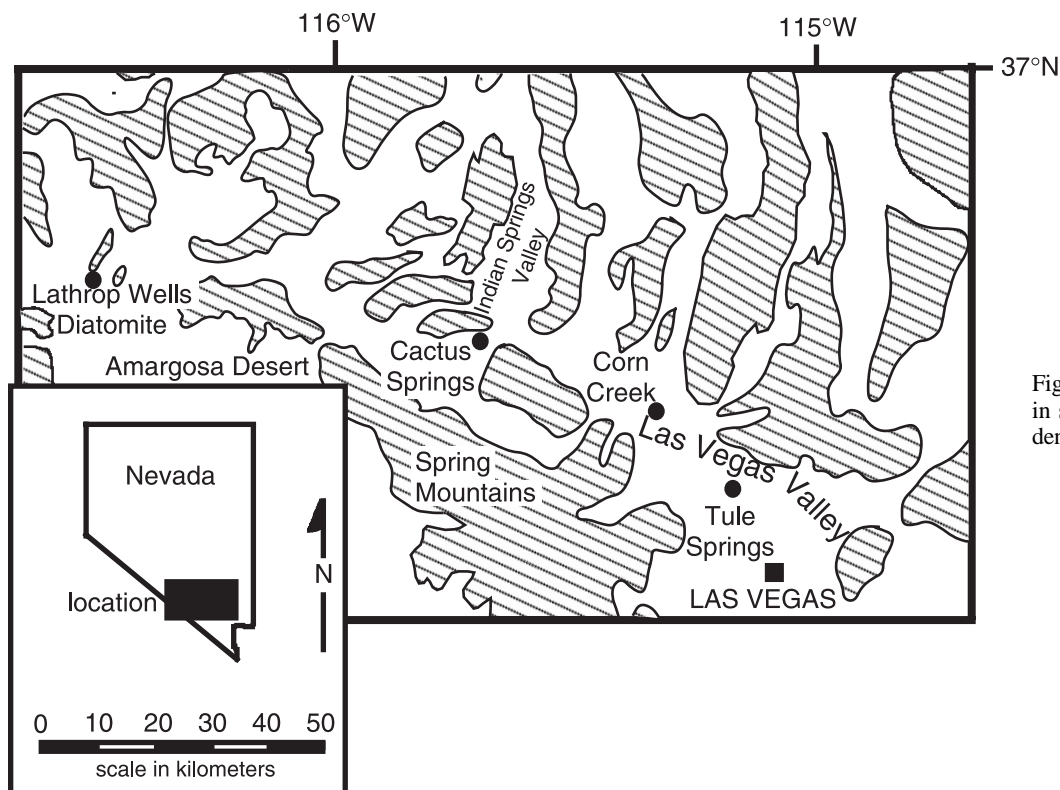 116°W
115°W
37°N
Indian Springs
Valley
Lathrop Wells
Diatomite
Amargosa Desert
Cactus
Springs
Corn
Creek
Las Vegas Valley
Spring
Mountains
Tule
Springs
LAS VEGAS
Nevada
location
N
0 10 20 30 40 50
scale in kilometers
Fig
in s
der